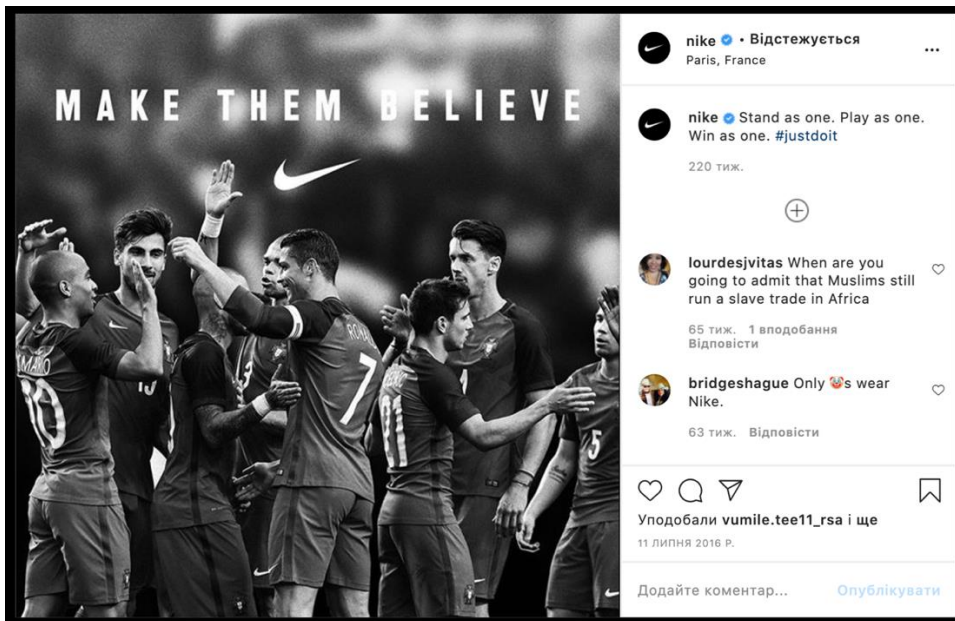 MAKE THEM BELIEVE
RONALDO
7
10
5
nike • Відстежується
Paris, France
nike Stand as one. Play as one.
Win as one. #justdoit
220 тиж.
lourdesjvitas When are you
going to admit that Muslims still
run a slave trade in Africa
65 тиж. 1 вподобання
Відповісти
bridgeshague Only 🤡s wear
Nike.
63 тиж. Відповісти
Уподобали vumile.tee11_rsa і ще
11 ЛИПНЯ 2016 Р.
Додайте коментар...
Опублікувати